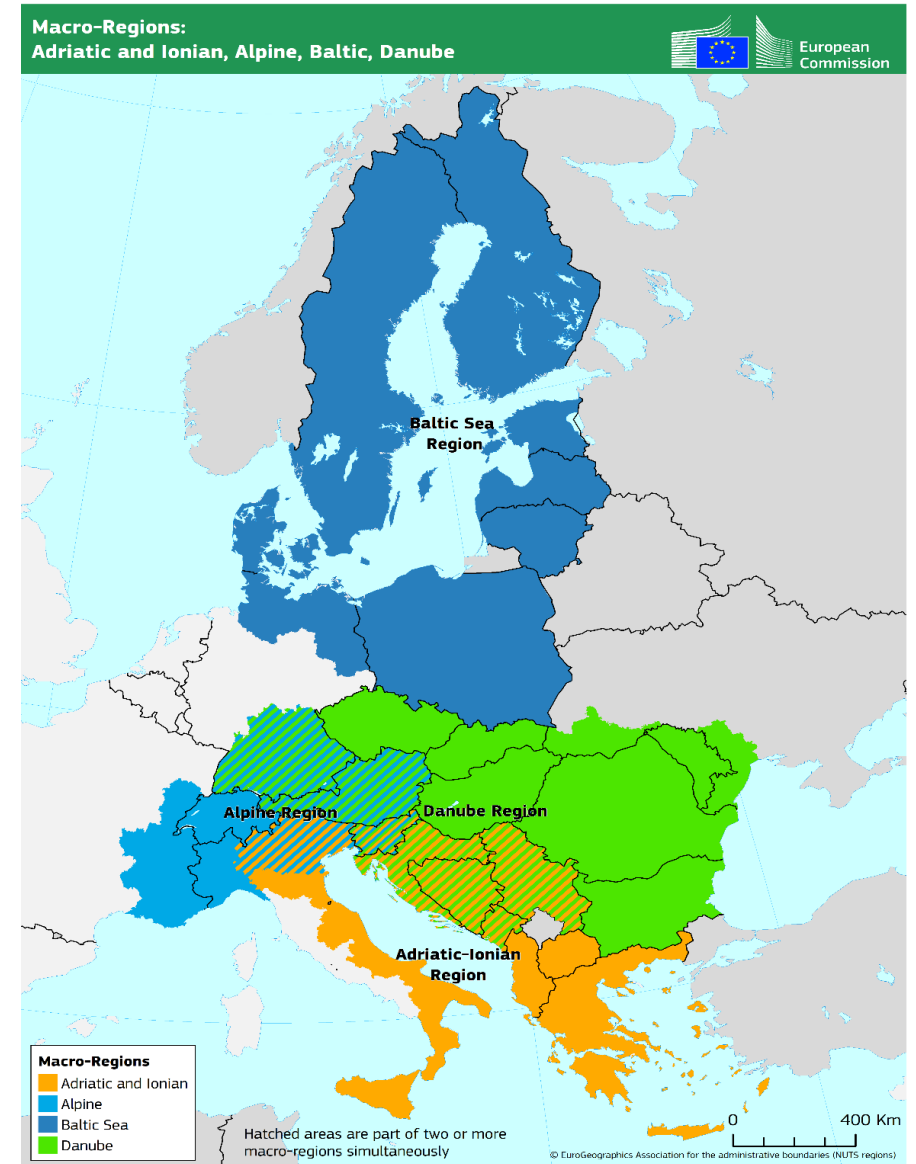 Macro-Regions:
Adriatic and Ionian, Alpine, Baltic, Danube
European
Commission
Baltic Sea
Region
Alpine Region
Danube Region
Adriatic-Ionian
Region
Macro-Regions
Adriatic and Ionian
Alpine
Baltic Sea
Danube
Hatched areas are part of two or more
macro-regions simultaneously
0 400 Km
© EuroGeographics Association for the administrative boundaries (NUTS regions)